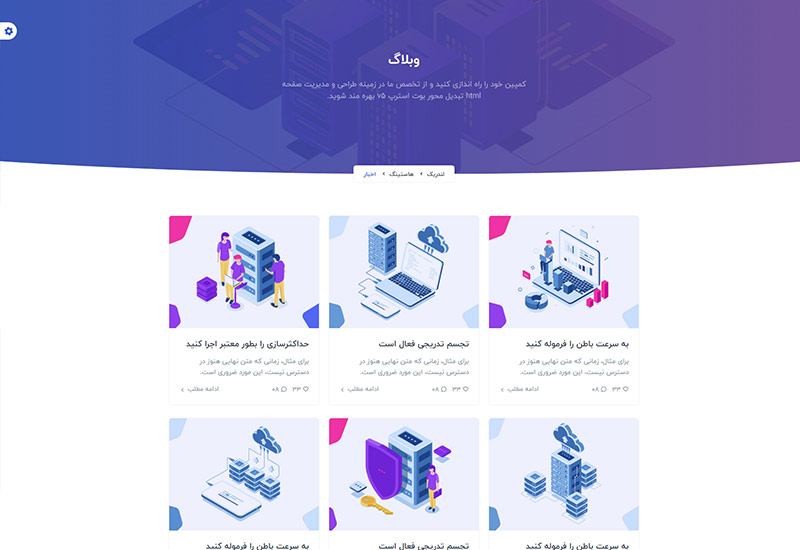 وبلاگ
کمپین خود را راه اندازی کنید و از تخصص ما در زمینه طراحی و مدیریت صفحه
html تبدیل محور بوت استرپ ۷۵ بهره مند شوید.
لندریک › هاستینگ › اخبار
به سرعت باطن را فرموله کنید
برای مثال، زمانی که متن نهایی هنوز در
دسترس نیست، این مورد ضروری است.
۳۳ ۰۸ ادامه مطلب
تجسم تدریجی فعال است
برای مثال، زمانی که متن نهایی هنوز در
دسترس نیست، این مورد ضروری است.
۳۳ ۰۸ ادامه مطلب
حداکثرسازی را بطور معتبر اجرا کنید
برای مثال، زمانی که متن نهایی هنوز در
دسترس نیست، این مورد ضروری است.
۳۳ ۰۸ ادامه مطلب
به سرعت باطن را فرموله کنید
تجسم تدریجی فعال است
به سرعت باطن را فرموله کنید